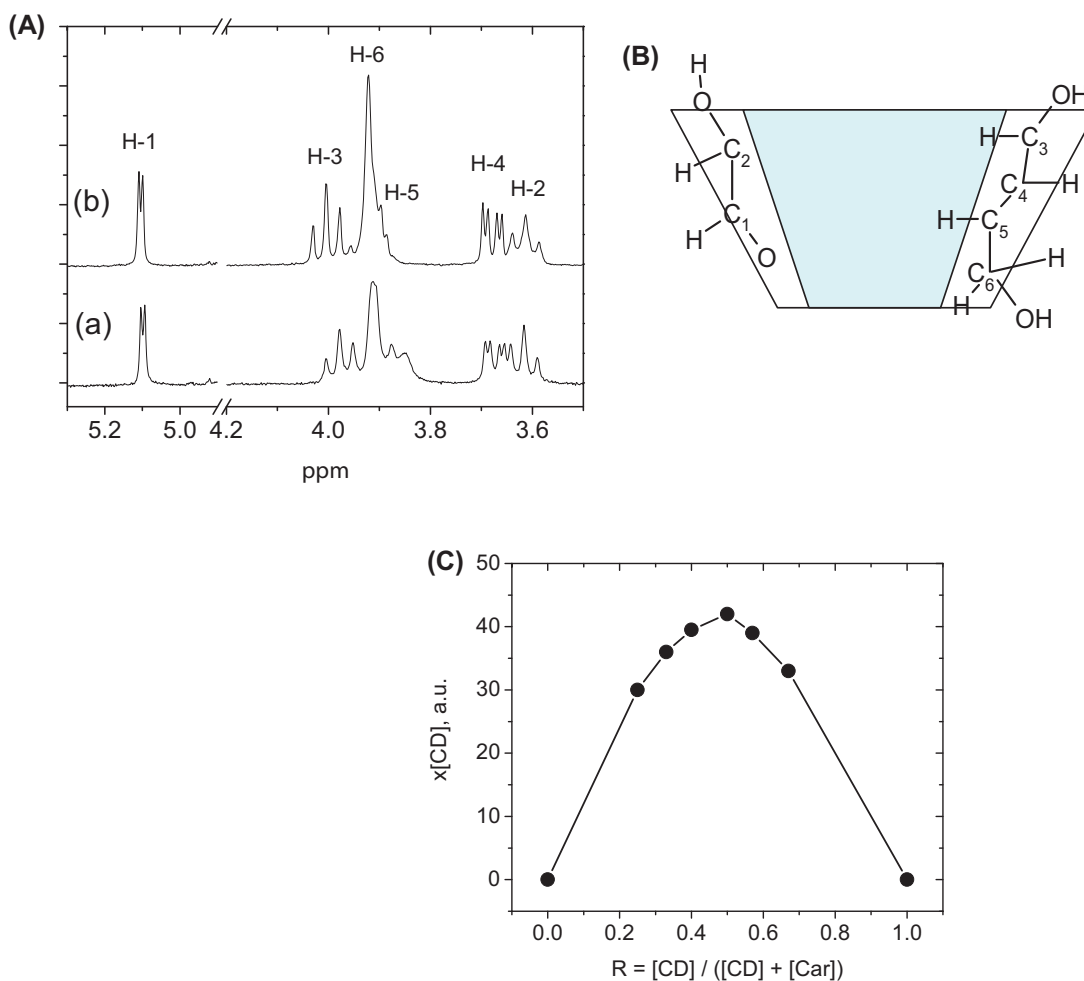 (A)
H-6
H-1
H-3
H-4
H-5
H-2
(b)
(a)
5.2 5.0 4.2 4.0 3.8 3.6
ppm
(B)
H
O
C2
H
C1
H
O
OH
H
C3
C4
H
H
C5
C6
H
H
OH
(C)
50
40
30
20
10
0
x[CD], a.u.
0.0 0.2 0.4 0.6 0.8 1.0
R = [CD] / ([CD] + [Car])